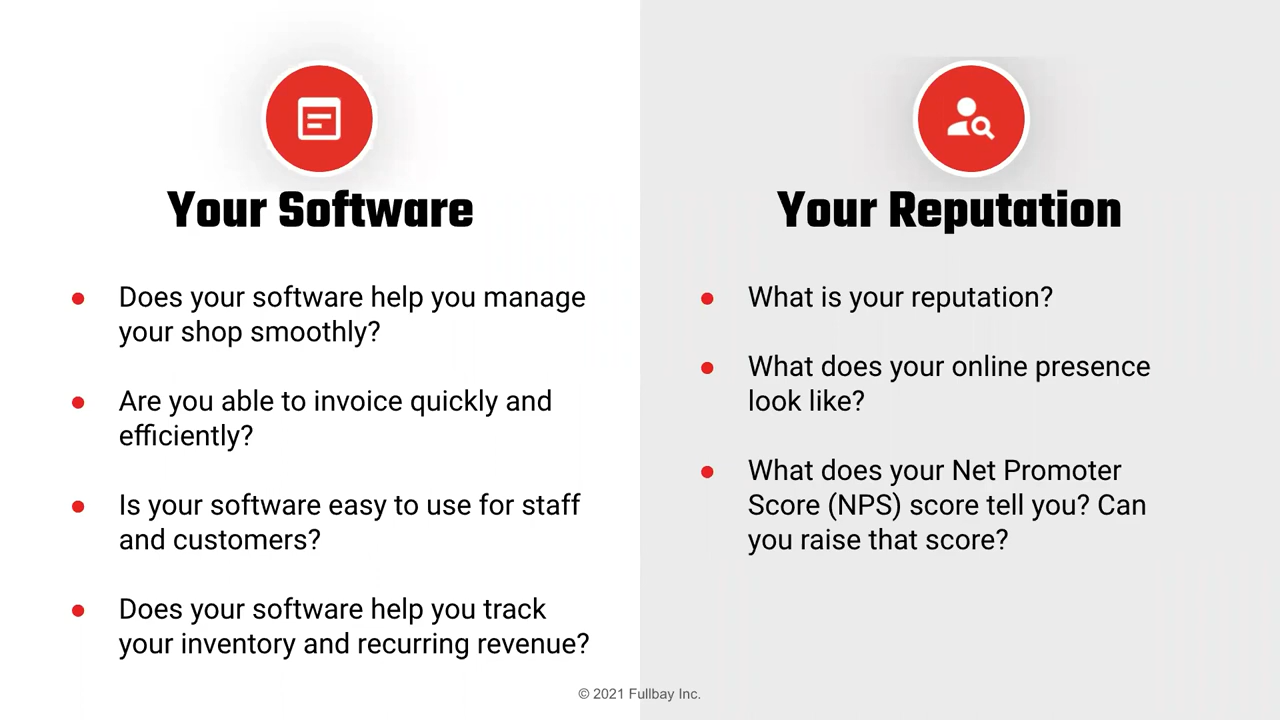 Your Software
Does your software help you manage
your shop smoothly?
Are you able to invoice quickly and
efficiently?
Is your software easy to use for staff
and customers?
Does your software help you track
your inventory and recurring revenue?
Your Reputation
What is your reputation?
What does your online presence
look like?
What does your Net Promoter
Score (NPS) score tell you? Can
you raise that score?
© 2021 Fullbay Inc.